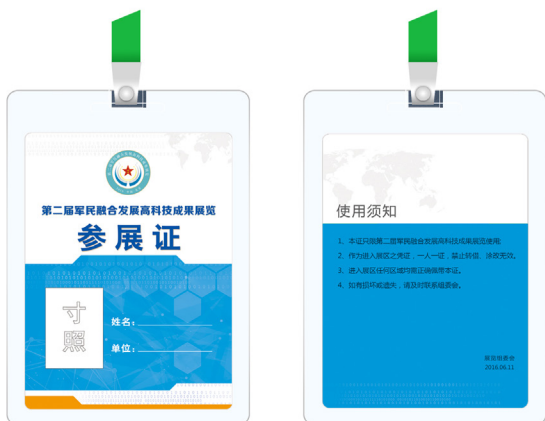 第二届军民融合发展高科技成果展览
参展证
寸
照
姓名:
单位:
使用须知
1、本证只限第二届军民融合发展高科技成果展览使用;
2、作为进入展区之凭证，一人一证，禁止转借、涂改无效。
3、进入展区任何区域均需正确佩带本证。
4、如有损坏或遗失，请及时联系组委会。
展览组委会
2016.06.11